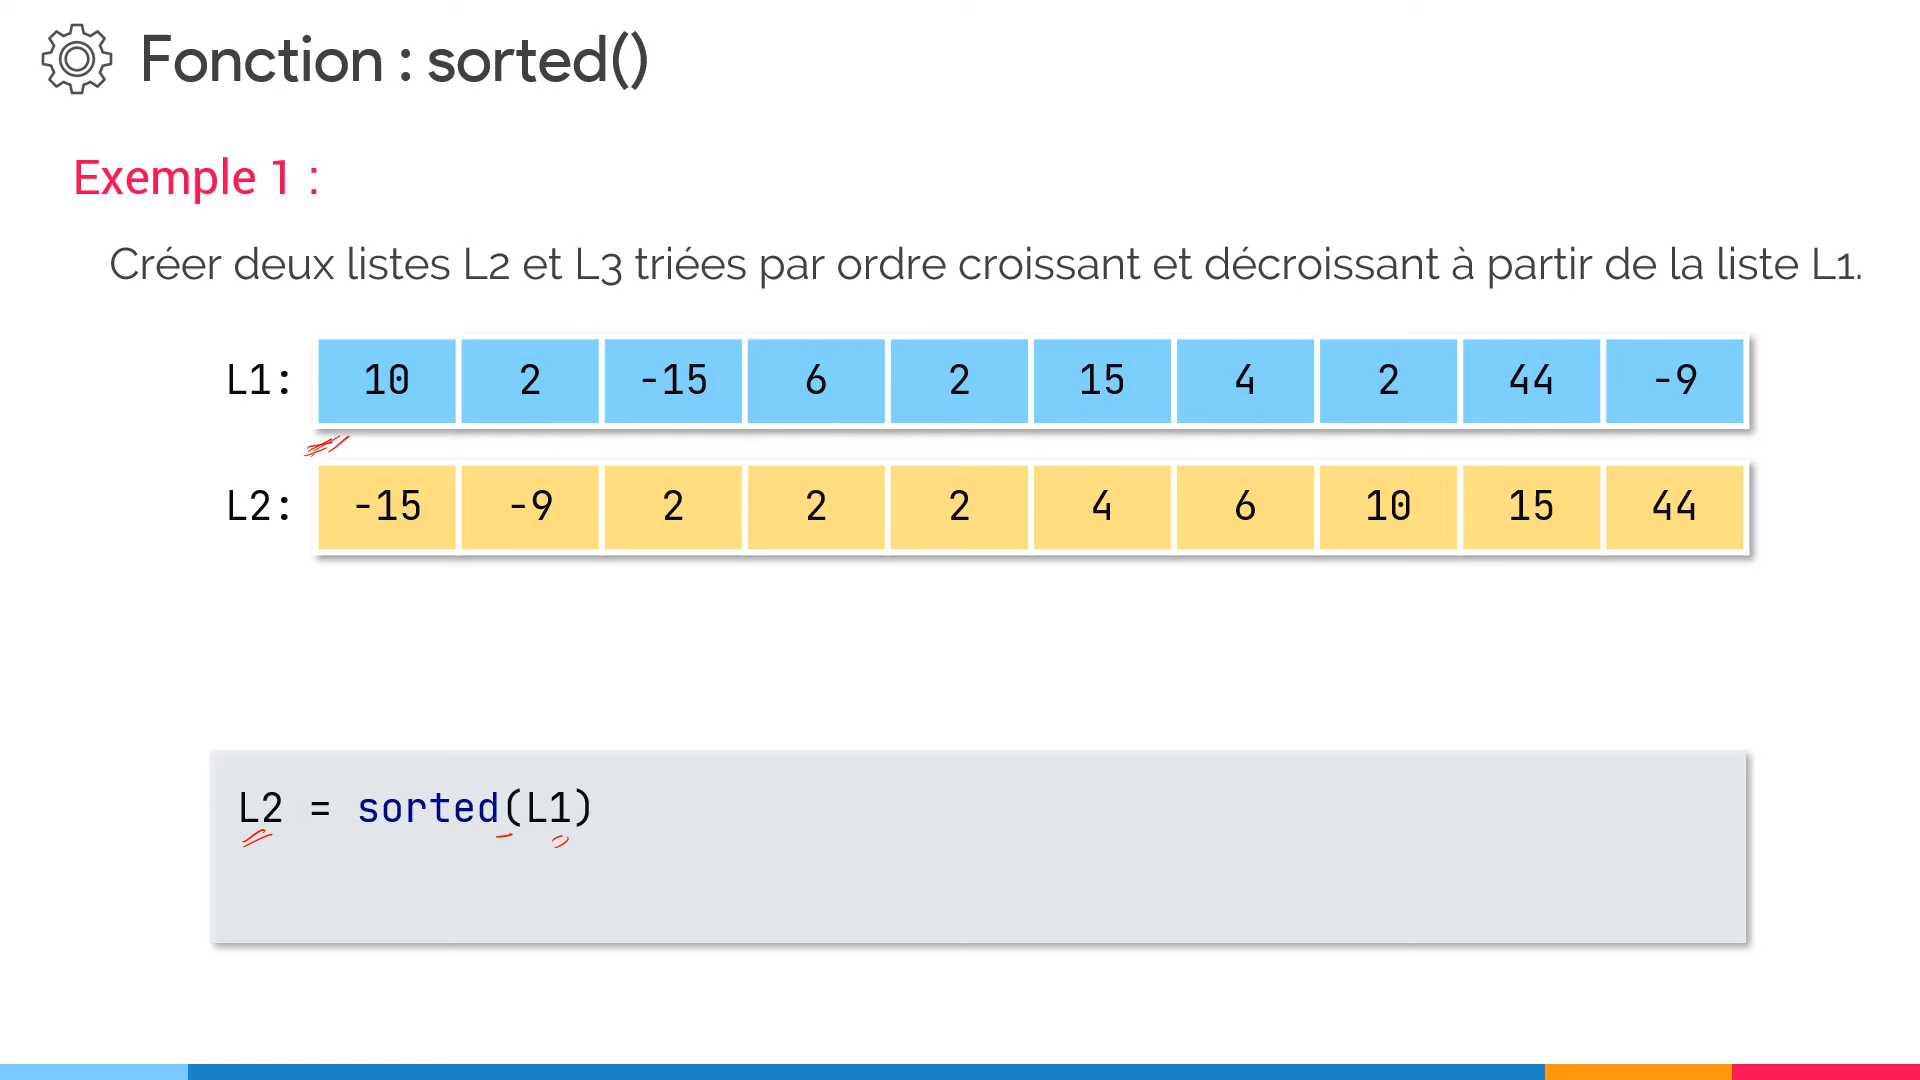 Fonction : sorted()
Exemple 1 :
Créer deux listes L2 et L3 triées par ordre croissant et décroissant à partir de la liste L1.
L1: 10 2 -15 6 2 15 4 2 44 -9
L2: -15 -9 2 2 2 4 6 10 15 44
L2 = sorted(L1)